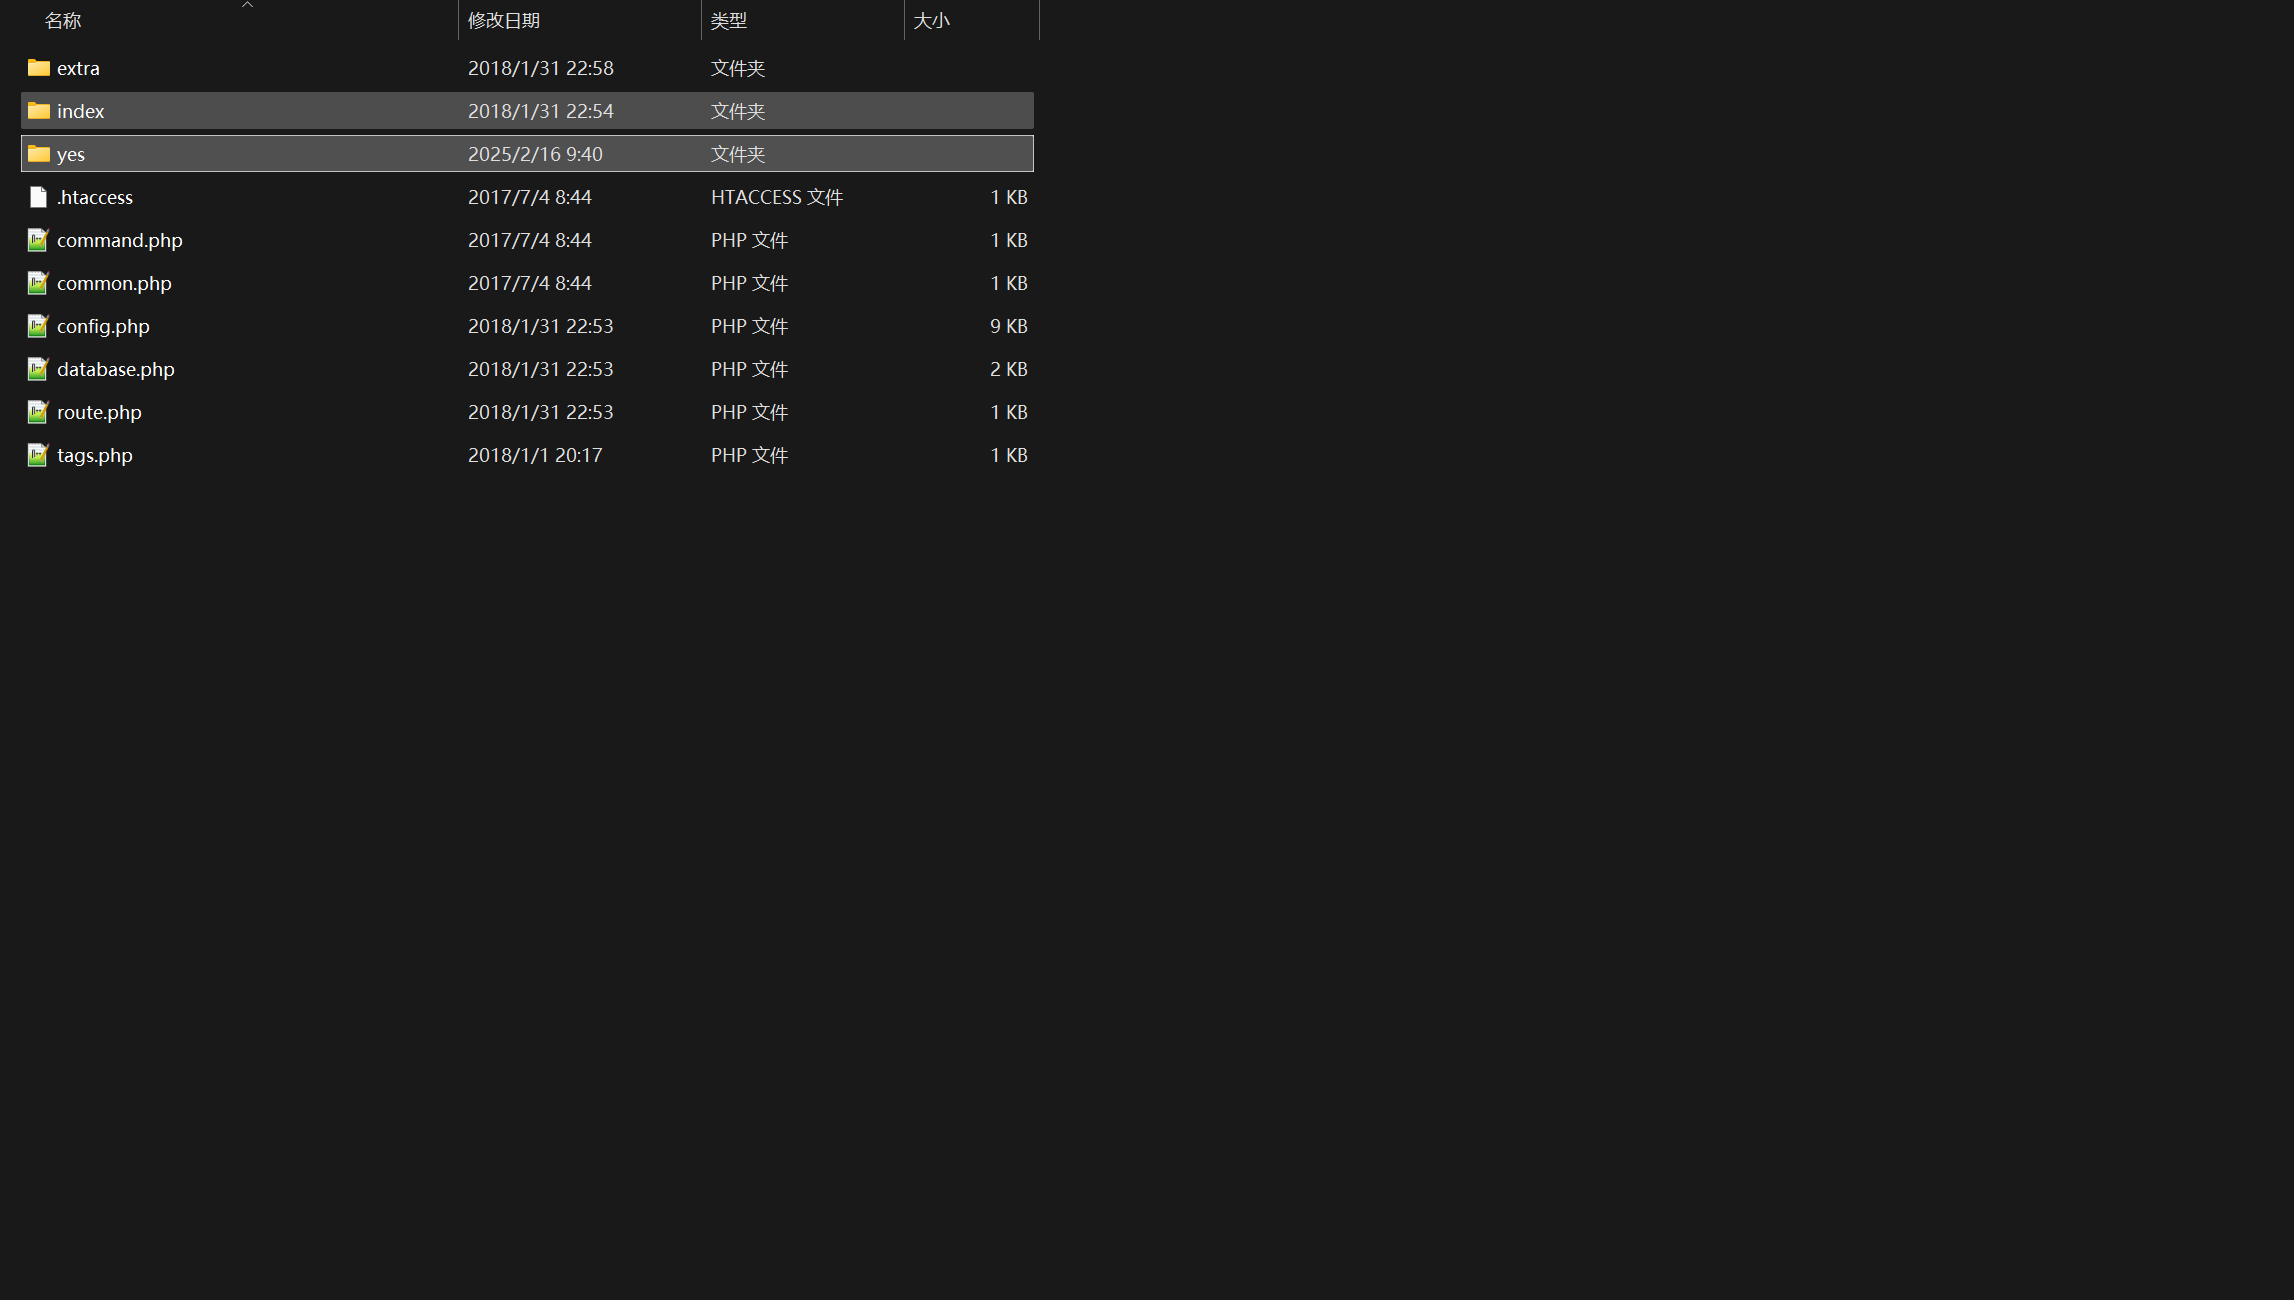 名称 修改日期 类型 大小
extra 2018/1/31 22:58 文件夹
index 2018/1/31 22:54 文件夹
yes 2025/2/16 9:40 文件夹
.htaccess 2017/7/4 8:44 HTACCESS 文件 1 KB
command.php 2017/7/4 8:44 PHP 文件 1 KB
common.php 2017/7/4 8:44 PHP 文件 1 KB
config.php 2018/1/31 22:53 PHP 文件 9 KB
database.php 2018/1/31 22:53 PHP 文件 2 KB
route.php 2018/1/31 22:53 PHP 文件 1 KB
tags.php 2018/1/1 20:17 PHP 文件 1 KB